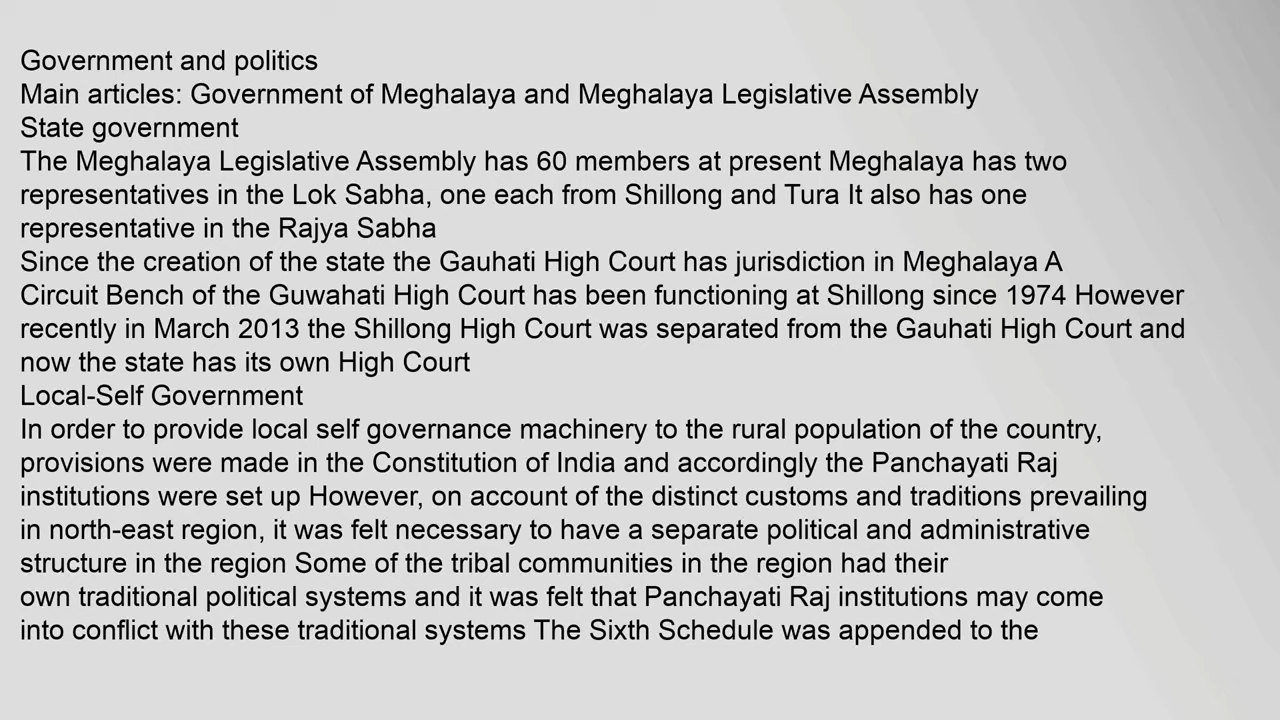 Government and politics
Main articles: Government of Meghalaya and Meghalaya Legislative Assembly
State government
The Meghalaya Legislative Assembly has 60 members at present Meghalaya has two
representatives in the Lok Sabha, one each from Shillong and Tura It also has one
representative in the Rajya Sabha
Since the creation of the state the Gauhati High Court has jurisdiction in Meghalaya A
Circuit Bench of the Guwahati High Court has been functioning at Shillong since 1974 However
recently in March 2013 the Shillong High Court was separated from the Gauhati High Court and
now the state has its own High Court
Local-Self Government
In order to provide local self governance machinery to the rural population of the country,
provisions were made in the Constitution of India and accordingly the Panchayati Raj
institutions were set up However, on account of the distinct customs and traditions prevailing
in north-east region, it was felt necessary to have a separate political and administrative
structure in the region Some of the tribal communities in the region had their
own traditional political systems and it was felt that Panchayati Raj institutions may come
into conflict with these traditional systems The Sixth Schedule was appended to the